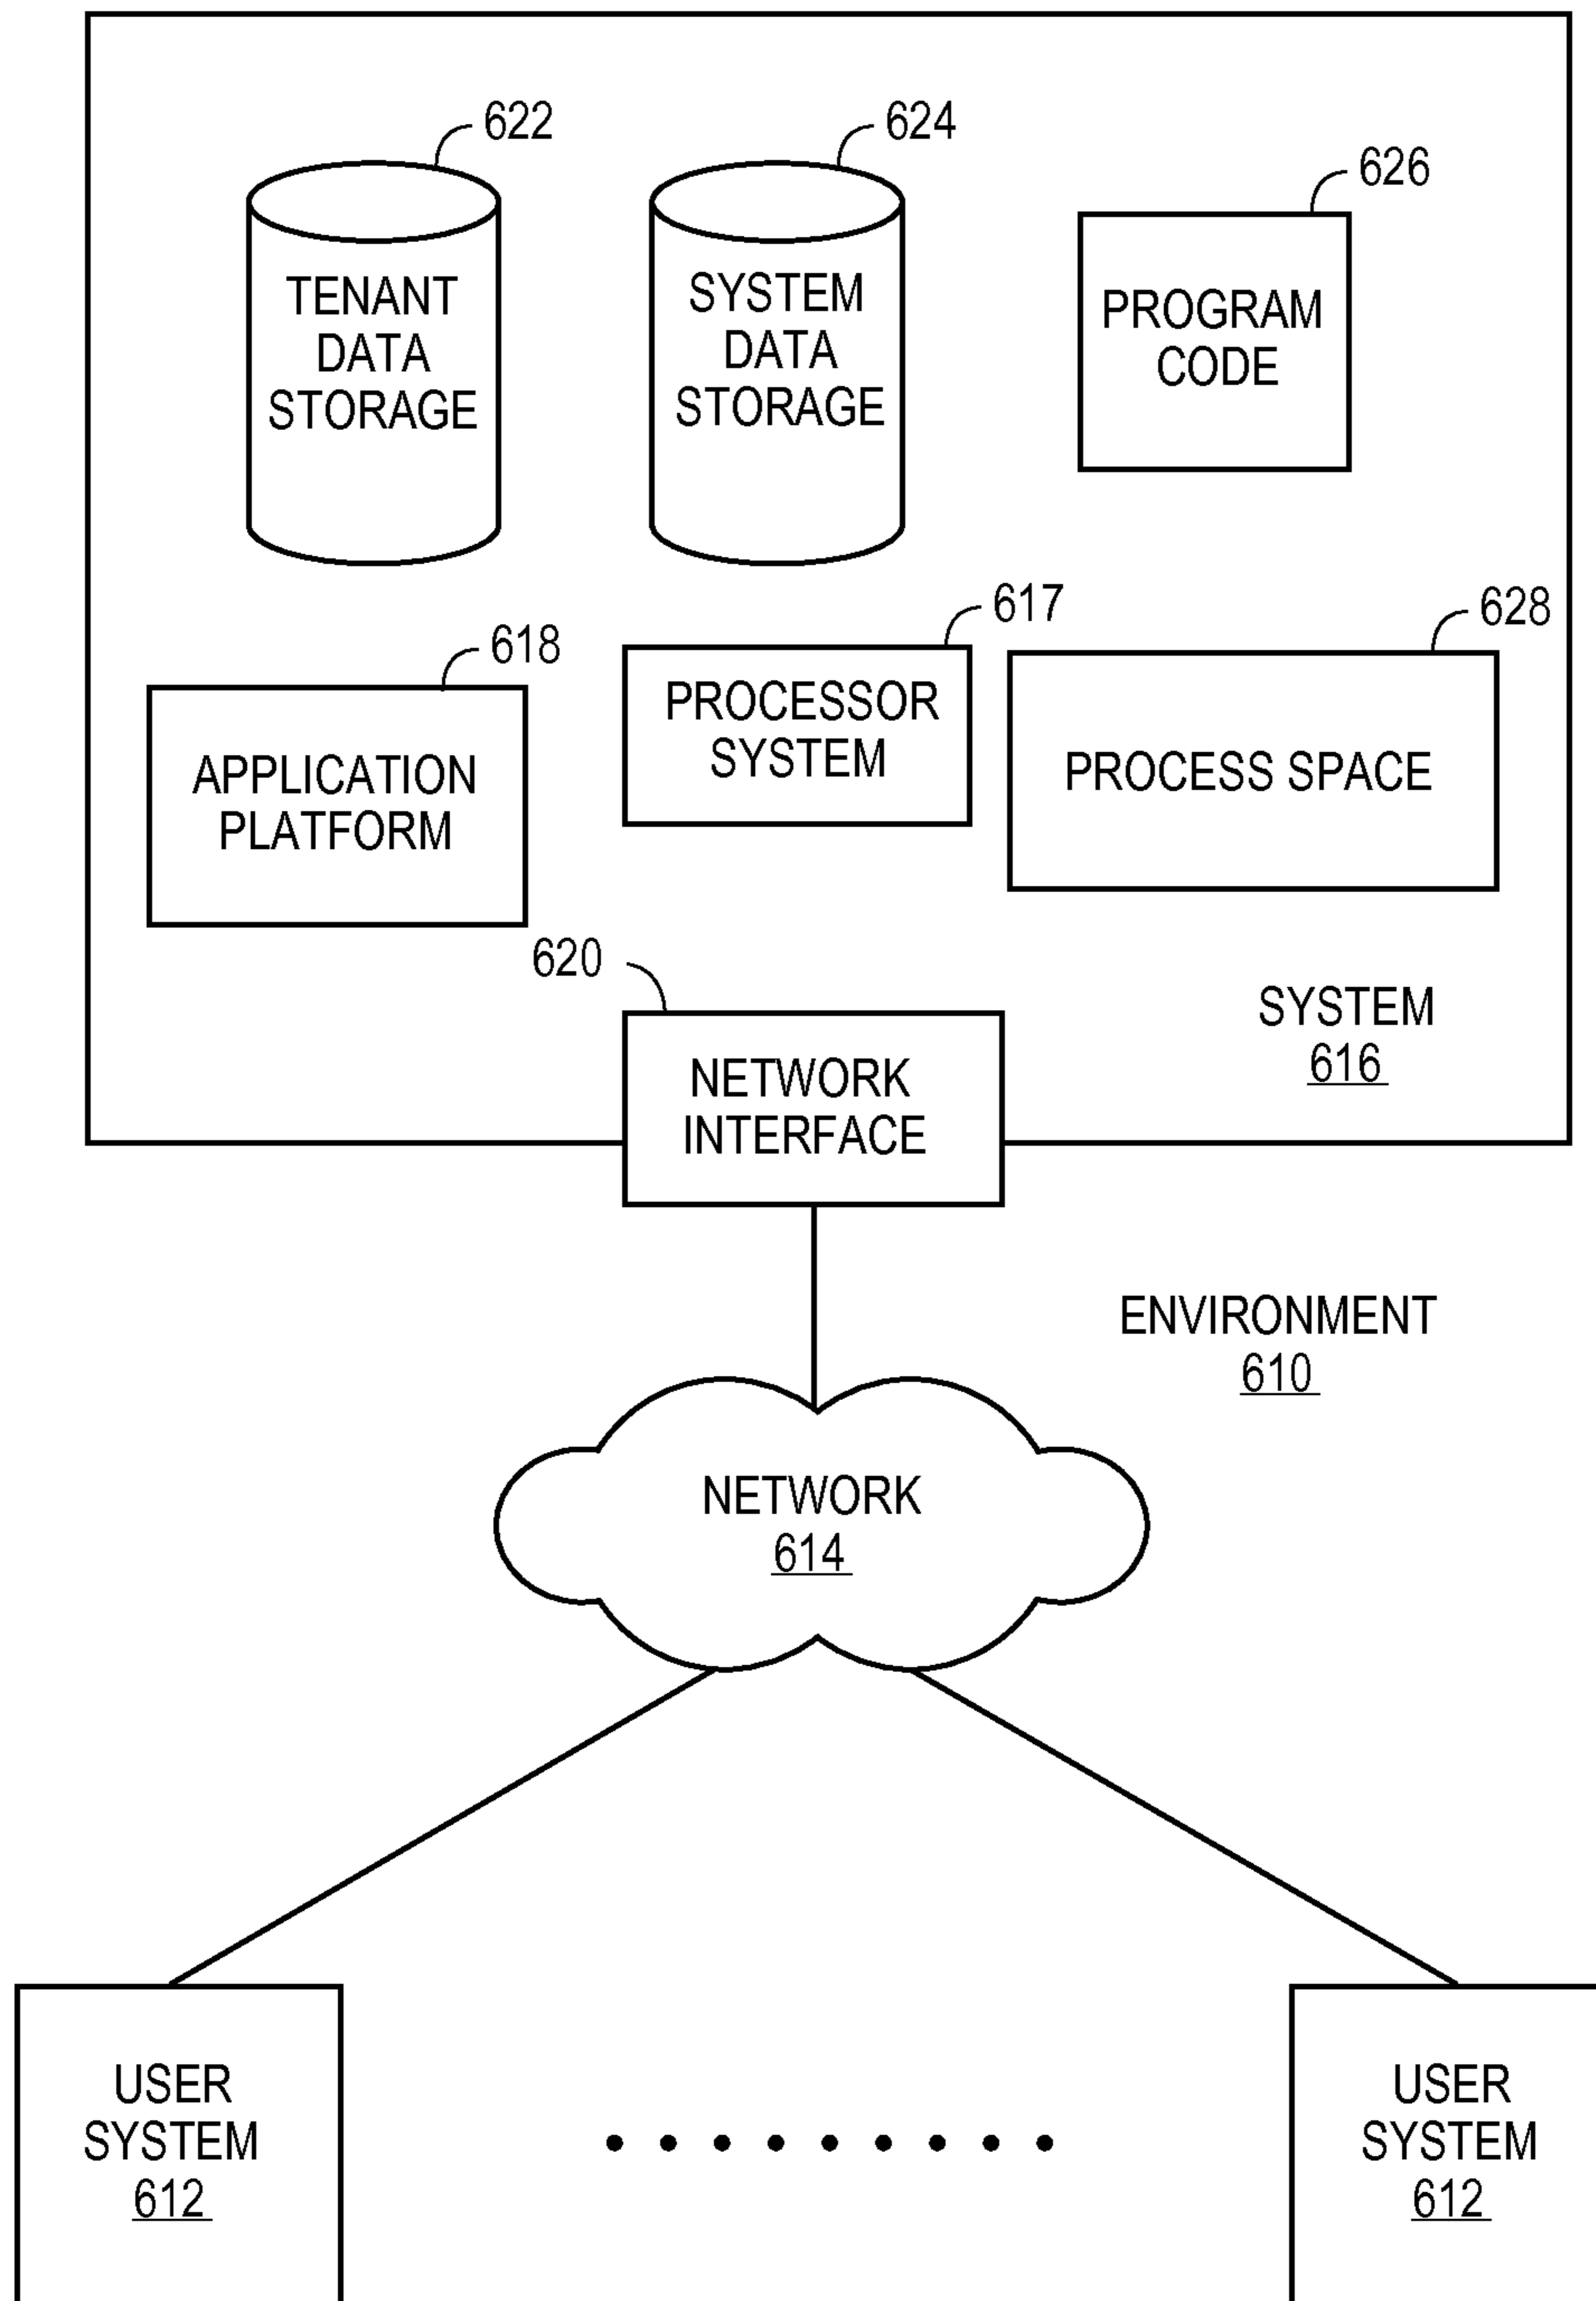 622
624
626
TENANT
DATA
STORAGE
SYSTEM
DATA
STORAGE
PROGRAM
CODE
618
617
628
APPLICATION
PLATFORM
PROCESSOR
SYSTEM
PROCESS SPACE
620
NETWORK
INTERFACE
SYSTEM
616
ENVIRONMENT
610
NETWORK
614
USER
SYSTEM
612
USER
SYSTEM
612